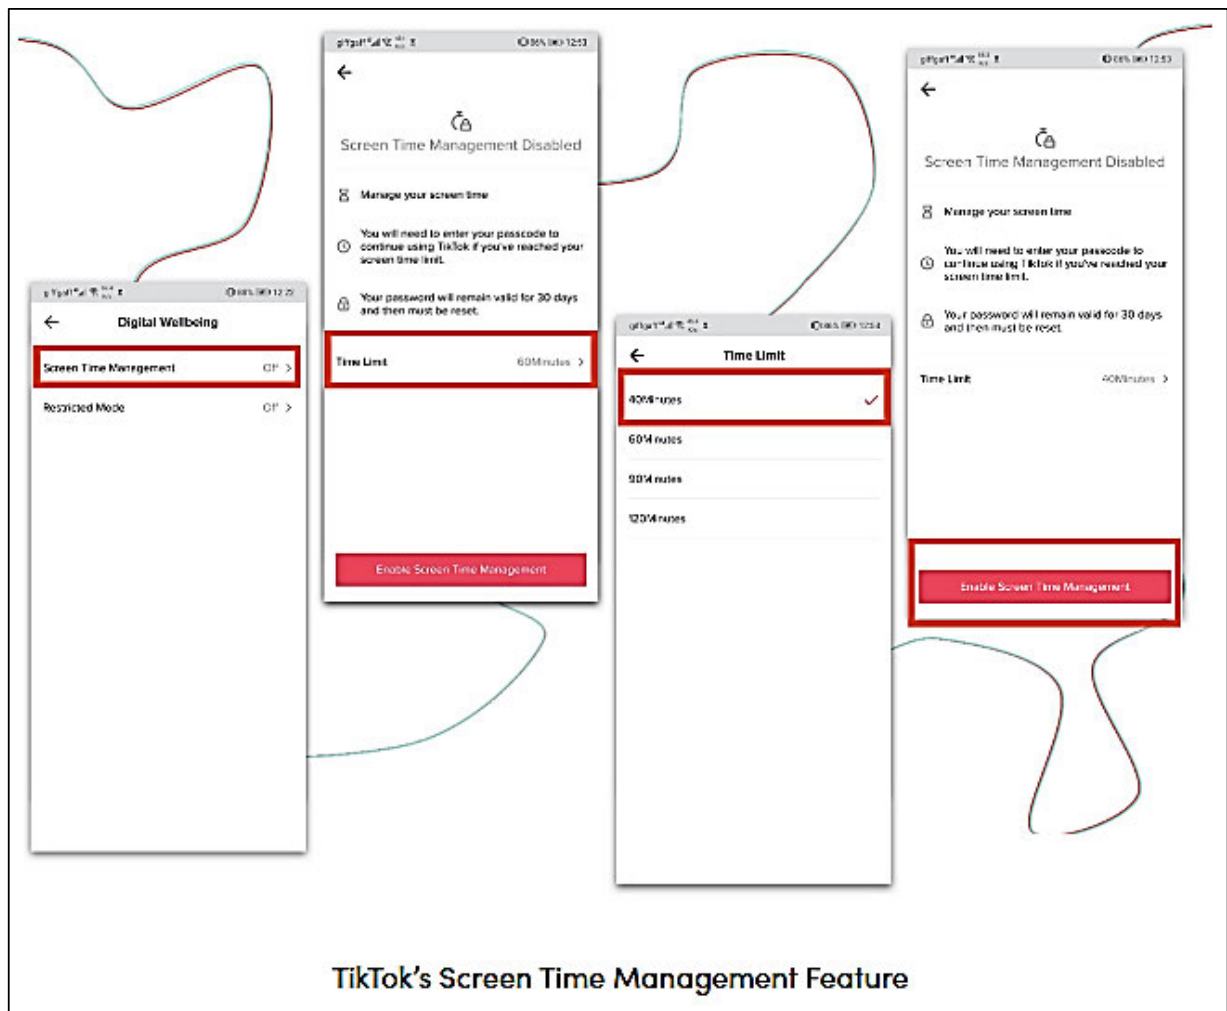 12:22
Digital Wellbeing
Screen Time Management Off
Restricted Mode Off
12:53
Screen Time Management Disabled
Manage your screen time
You will need to enter your passcode to
continue using TikTok if you've reached your
screen time limit.
Your password will remain valid for 30 days
and then must be reset.
Time Limit 60Minutes
Enable Screen Time Management
Time Limit
40Minutes
60Minutes
90Minutes
120Minutes
12:53
Screen Time Management Disabled
Manage your screen time
You will need to enter your passcode to
continue using TikTok if you've reached your
screen time limit.
Your password will remain valid for 30 days
and then must be reset.
Time Limit 40Minutes
Enable Screen Time Management
TikTok's Screen Time Management Feature